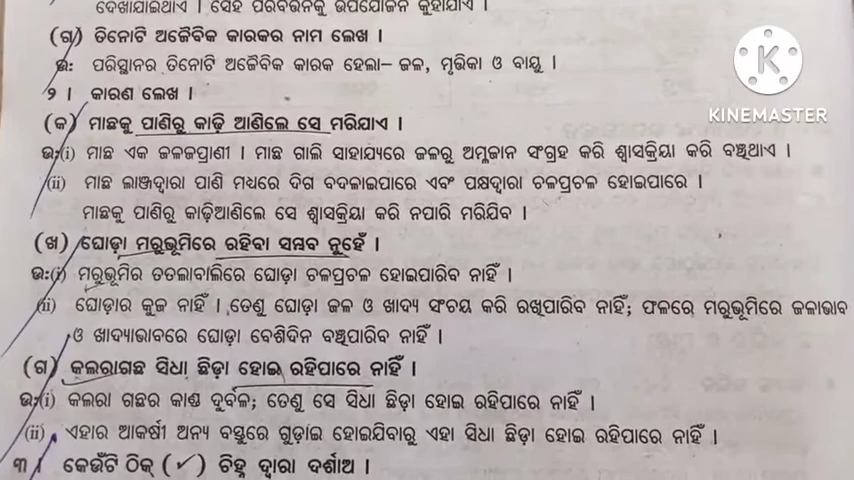 ଦେଖାଯାଇଥାଏ । ସେହି ପରିବର୍ତ୍ତନକୁ ଉପଯୋଜନ କୁହାଯାଏ ।
(ଗ) ତିନୋଟି ଅଜୈବିକ କାରକର ନାମ ଲେଖ ।
ଉ: ପରିସ୍ଥାନର ତିନୋଟି ଅଜୈବିକ କାରକ ହେଲା– ଜଳ, ମୃତ୍ତିକା ଓ ବାୟୁ ।
୨ । କାରଣ ଲେଖ ।
(କ) ମାଛକୁ ପାଣିରୁ କାଢ଼ି ଆଣିଲେ ସେ ମରିଯାଏ ।
ଉ:(i) ମାଛ ଏକ ଜଳଜପ୍ରାଣୀ । ମାଛ ଗାଲି ସାହାଯ୍ୟରେ ଜଳରୁ ଅମ୍ଳଜାନ ସଂଗ୍ରହ କରି ଶ୍ୱାସକ୍ରିୟା କରି ବଞ୍ଚିଥାଏ ।
(ii) ମାଛ ଲାଞ୍ଜଦ୍ୱାରା ପାଣି ମଧ୍ୟରେ ଦିଗ ବଦଳାଇପାରେ ଏବଂ ପକ୍ଷଦ୍ୱାରା ଚଳପ୍ରଚଳ ହୋଇପାରେ ।
ମାଛକୁ ପାଣିରୁ କାଢ଼ିଆଣିଲେ ସେ ଶ୍ୱାସକ୍ରିୟା କରି ନପାରି ମରିଯିବ ।
(ଖ) ଘୋଡ଼ା ମରୁଭୂମିରେ ରହିବା ସମ୍ଭବ ନୁହେଁ ।
ଉ:(i) ମରୁଭୂମିର ତତଲାବାଲିରେ ଘୋଡ଼ା ଚଳପ୍ରଚଳ ହୋଇପାରିବ ନାହିଁ ।
(ii) ଘୋଡ଼ାର କୁଜ ନାହିଁ । ତେଣୁ ଘୋଡ଼ା ଜଳ ଓ ଖାଦ୍ୟ ସଂଚୟ କରି ରଖିପାରିବ ନାହିଁ; ଫଳରେ ମରୁଭୂମିରେ ଜଳାଭାବ
ଓ ଖାଦ୍ୟାଭାବରେ ଘୋଡ଼ା ବେଶିଦିନ ବଞ୍ଚିପାରିବ ନାହିଁ ।
(ଗ) କଲରାଗଛ ସିଧା ଛିଡ଼ା ହୋଇ ରହିପାରେ ନାହିଁ ।
ଉ:(i) କଲରା ଗଛର କାଣ୍ଡ ଦୁର୍ବଳ; ତେଣୁ ସେ ସିଧା ଛିଡ଼ା ହୋଇ ରହିପାରେ ନାହିଁ ।
(ii) ଏହାର ଆକର୍ଷୀ ଅନ୍ୟ ବସ୍ତୁରେ ଗୁଡ଼ାଇ ହୋଇଯିବାରୁ ଏହା ସିଧା ଛିଡ଼ା ହୋଇ ରହିପାରେ ନାହିଁ ।
୩ । କେଉଁଟି ଠିକ୍ (✓) ଚିହ୍ନ ଦ୍ୱାରା ଦର୍ଶାଅ ।
K
KINEMASTER